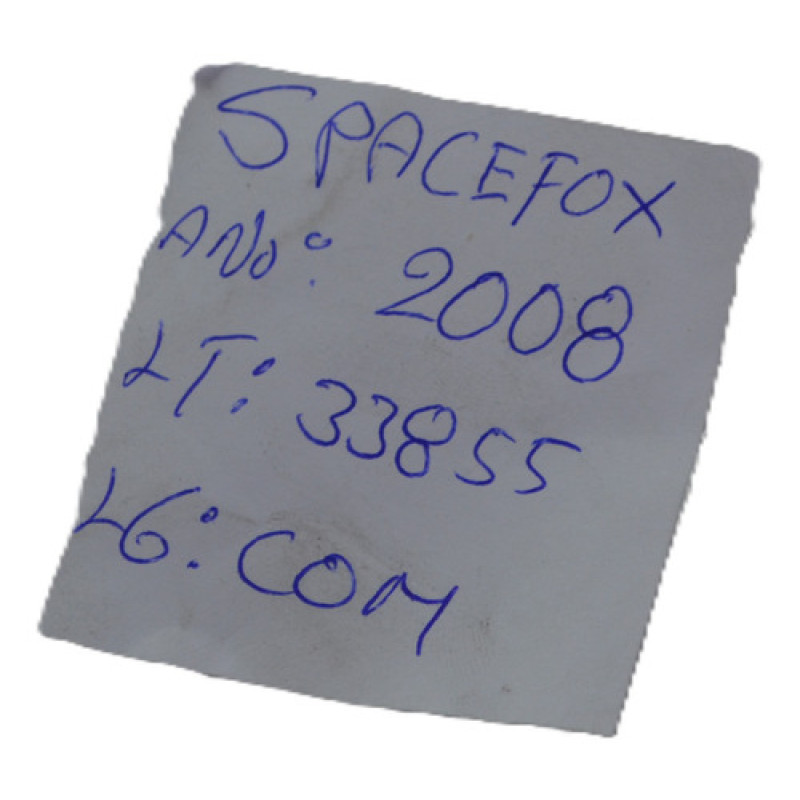 SPACEFOX
ANO: 2008
LT: 33855
LG: COM